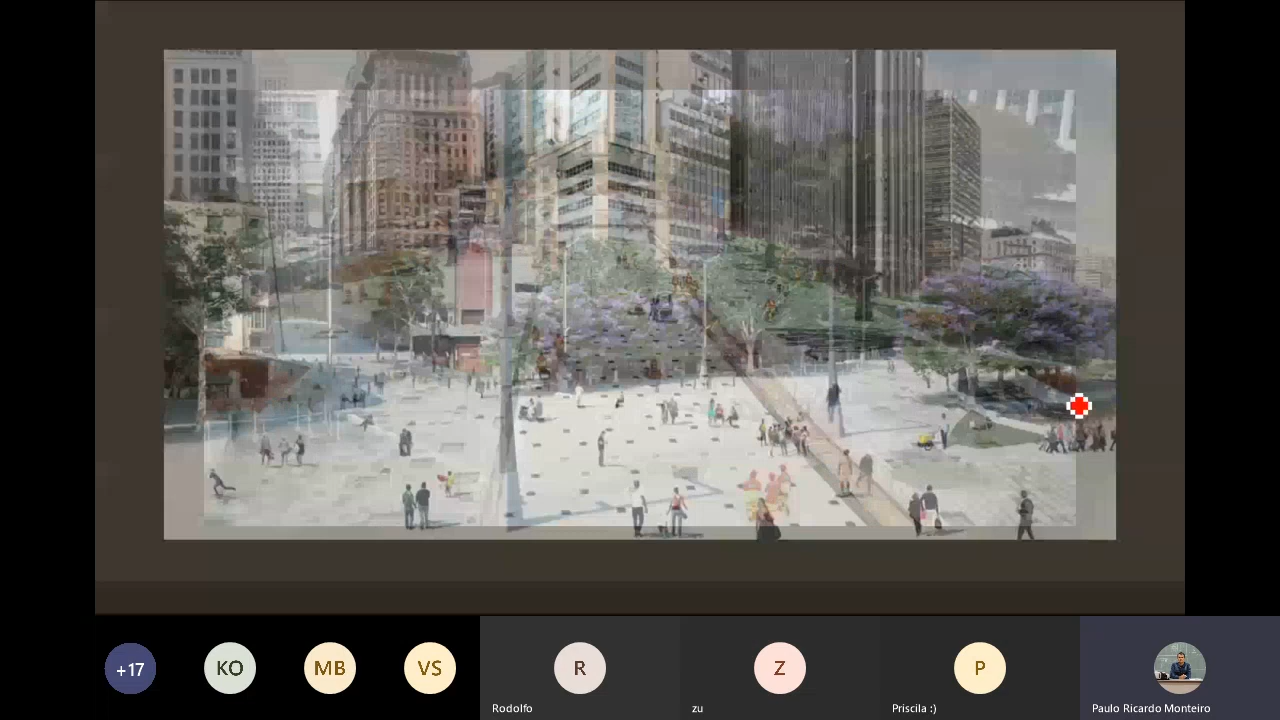 +17
KO
MB
VS
R
Rodolfo
Z
zu
P
Priscila :)
Paulo Ricardo Monteiro